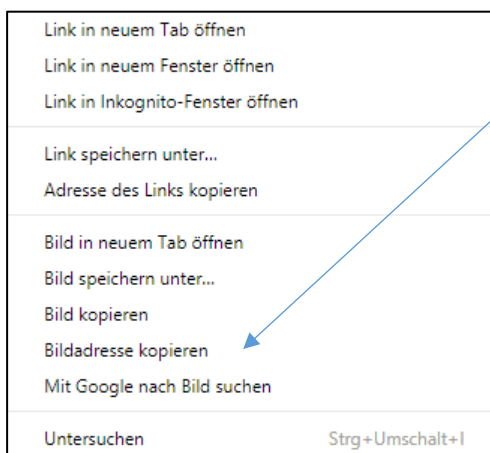 Link in neuem Tab öffnen
Link in neuem Fenster öffnen
Link in Inkognito-Fenster öffnen
Link speichern unter...
Adresse des Links kopieren
Bild in neuem Tab öffnen
Bild speichern unter...
Bild kopieren
Bildadresse kopieren
Mit Google nach Bild suchen
Untersuchen Strg+Umschalt+I